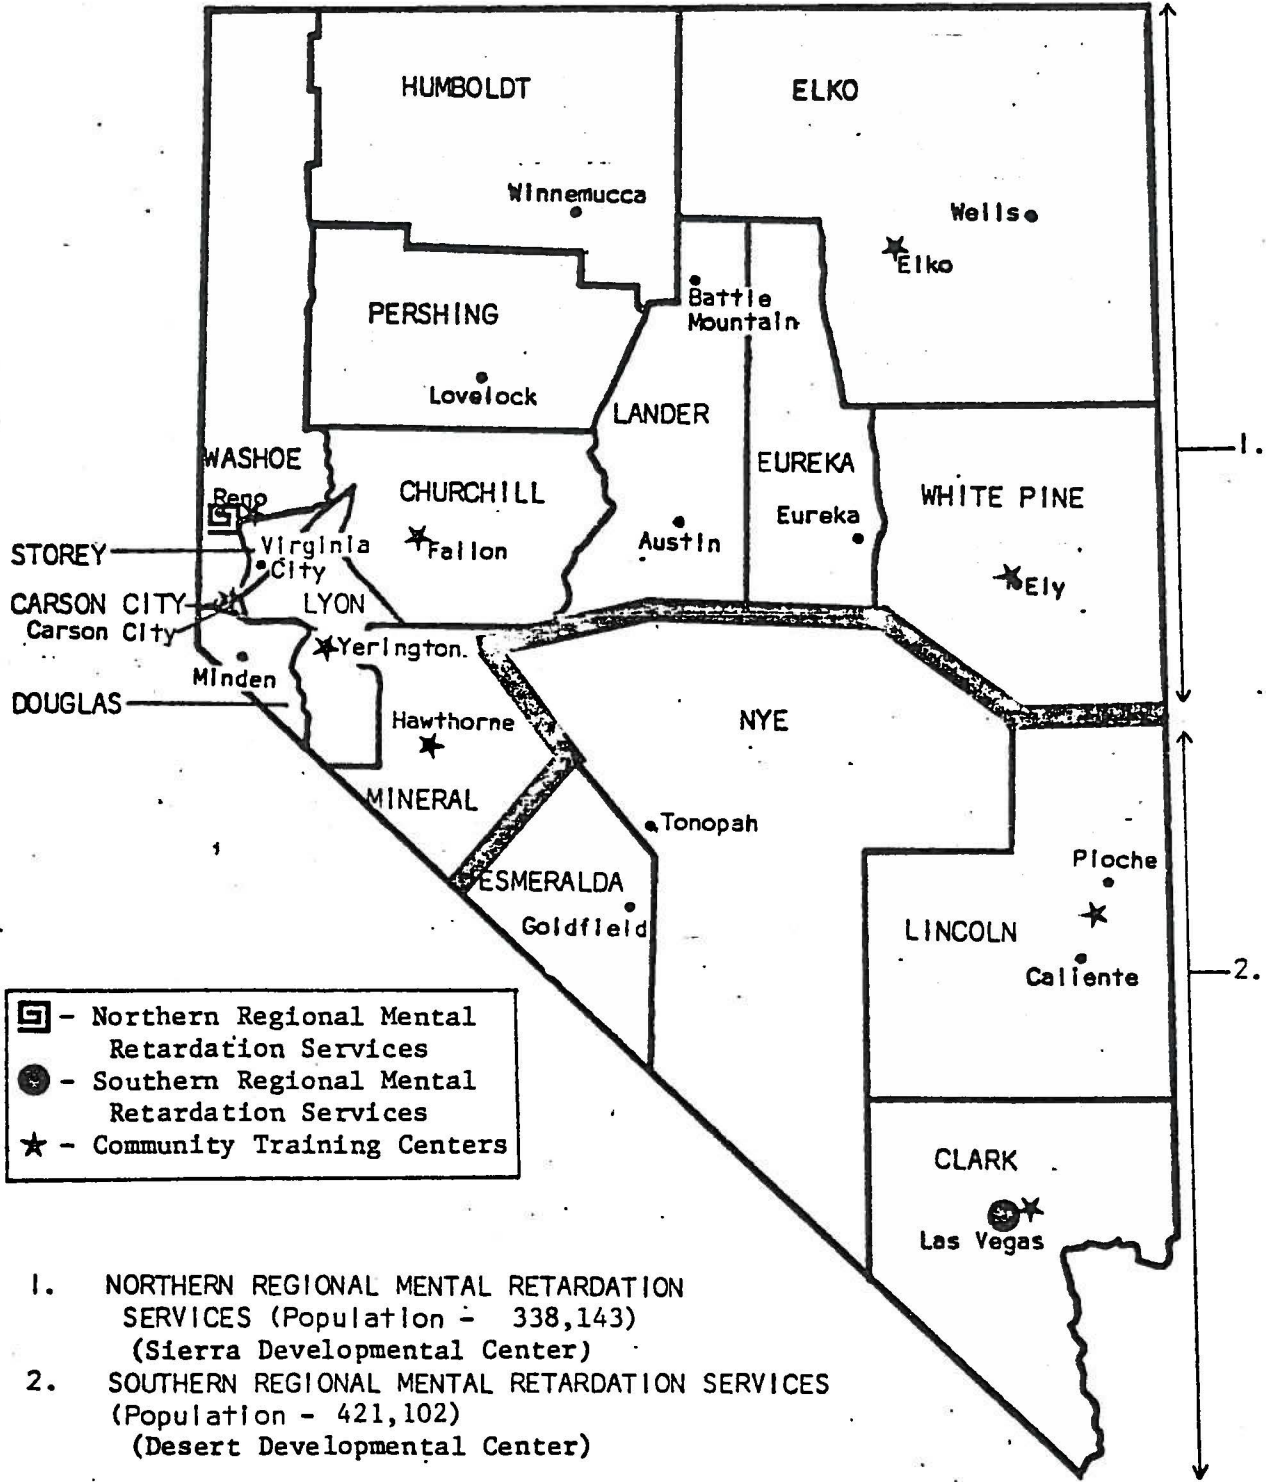 HUMBOLDT
ELKO
Winnemucca
Wells
Elko
Battle
Mountain
PERSHING
Lovelock
LANDER
WASHOE
EUREKA
Reno
CHURCHILL
WHITE PINE
Eureka
STOREY
Virginia
City
Fallon
Austin
Ely
CARSON CITY
LYON
Carson City
Yerington
Minden
DOUGLAS
Hawthorne
NYE
MINERAL
Tonopah
Pioche
ESMERALDA
Goldfield
LINCOLN
Caliente
1.
2.
- Northern Regional Mental
Retardation Services
- Southern Regional Mental
Retardation Services
- Community Training Centers
CLARK
Las Vegas
1. NORTHERN REGIONAL MENTAL RETARDATION
SERVICES (Population - 338,143)
(Sierra Developmental Center)
2. SOUTHERN REGIONAL MENTAL RETARDATION SERVICES
(Population - 421,102)
(Desert Developmental Center)